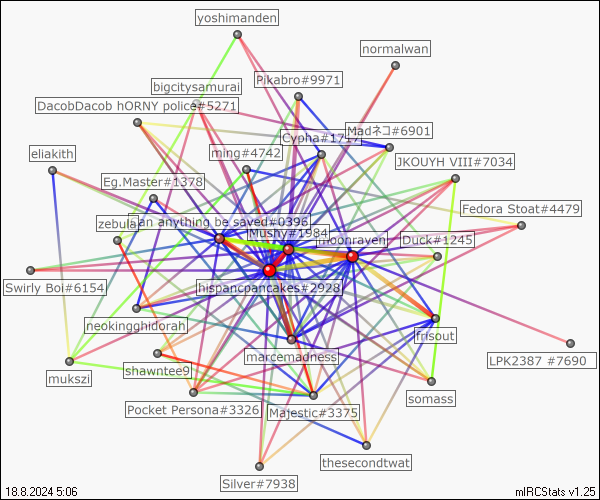 yoshimanden
normalwan
Pikabro#9971
bigcitysamurai
DacobDacob hORNY police#5271
Madネコ#6901
Cypha#1717
ming#4742
eliakith
JKOUYH VIII#7034
Eg.Master#1378
Fedora Stoat#4479
can anything be saved#0396
zebula
Mushy#1984
moonraven
Duck#1245
Swirly Boi#6154
hispancpancakes#2928
neokingghidorah
frisout
marcemadness
LPK2387 #7690
shawntee9
mukszi
somass
Pocket Persona#3326
Majestic#3375
thesecondtwat
Silver#7938
18.8.2024 5:06
mIRCStats v1.25